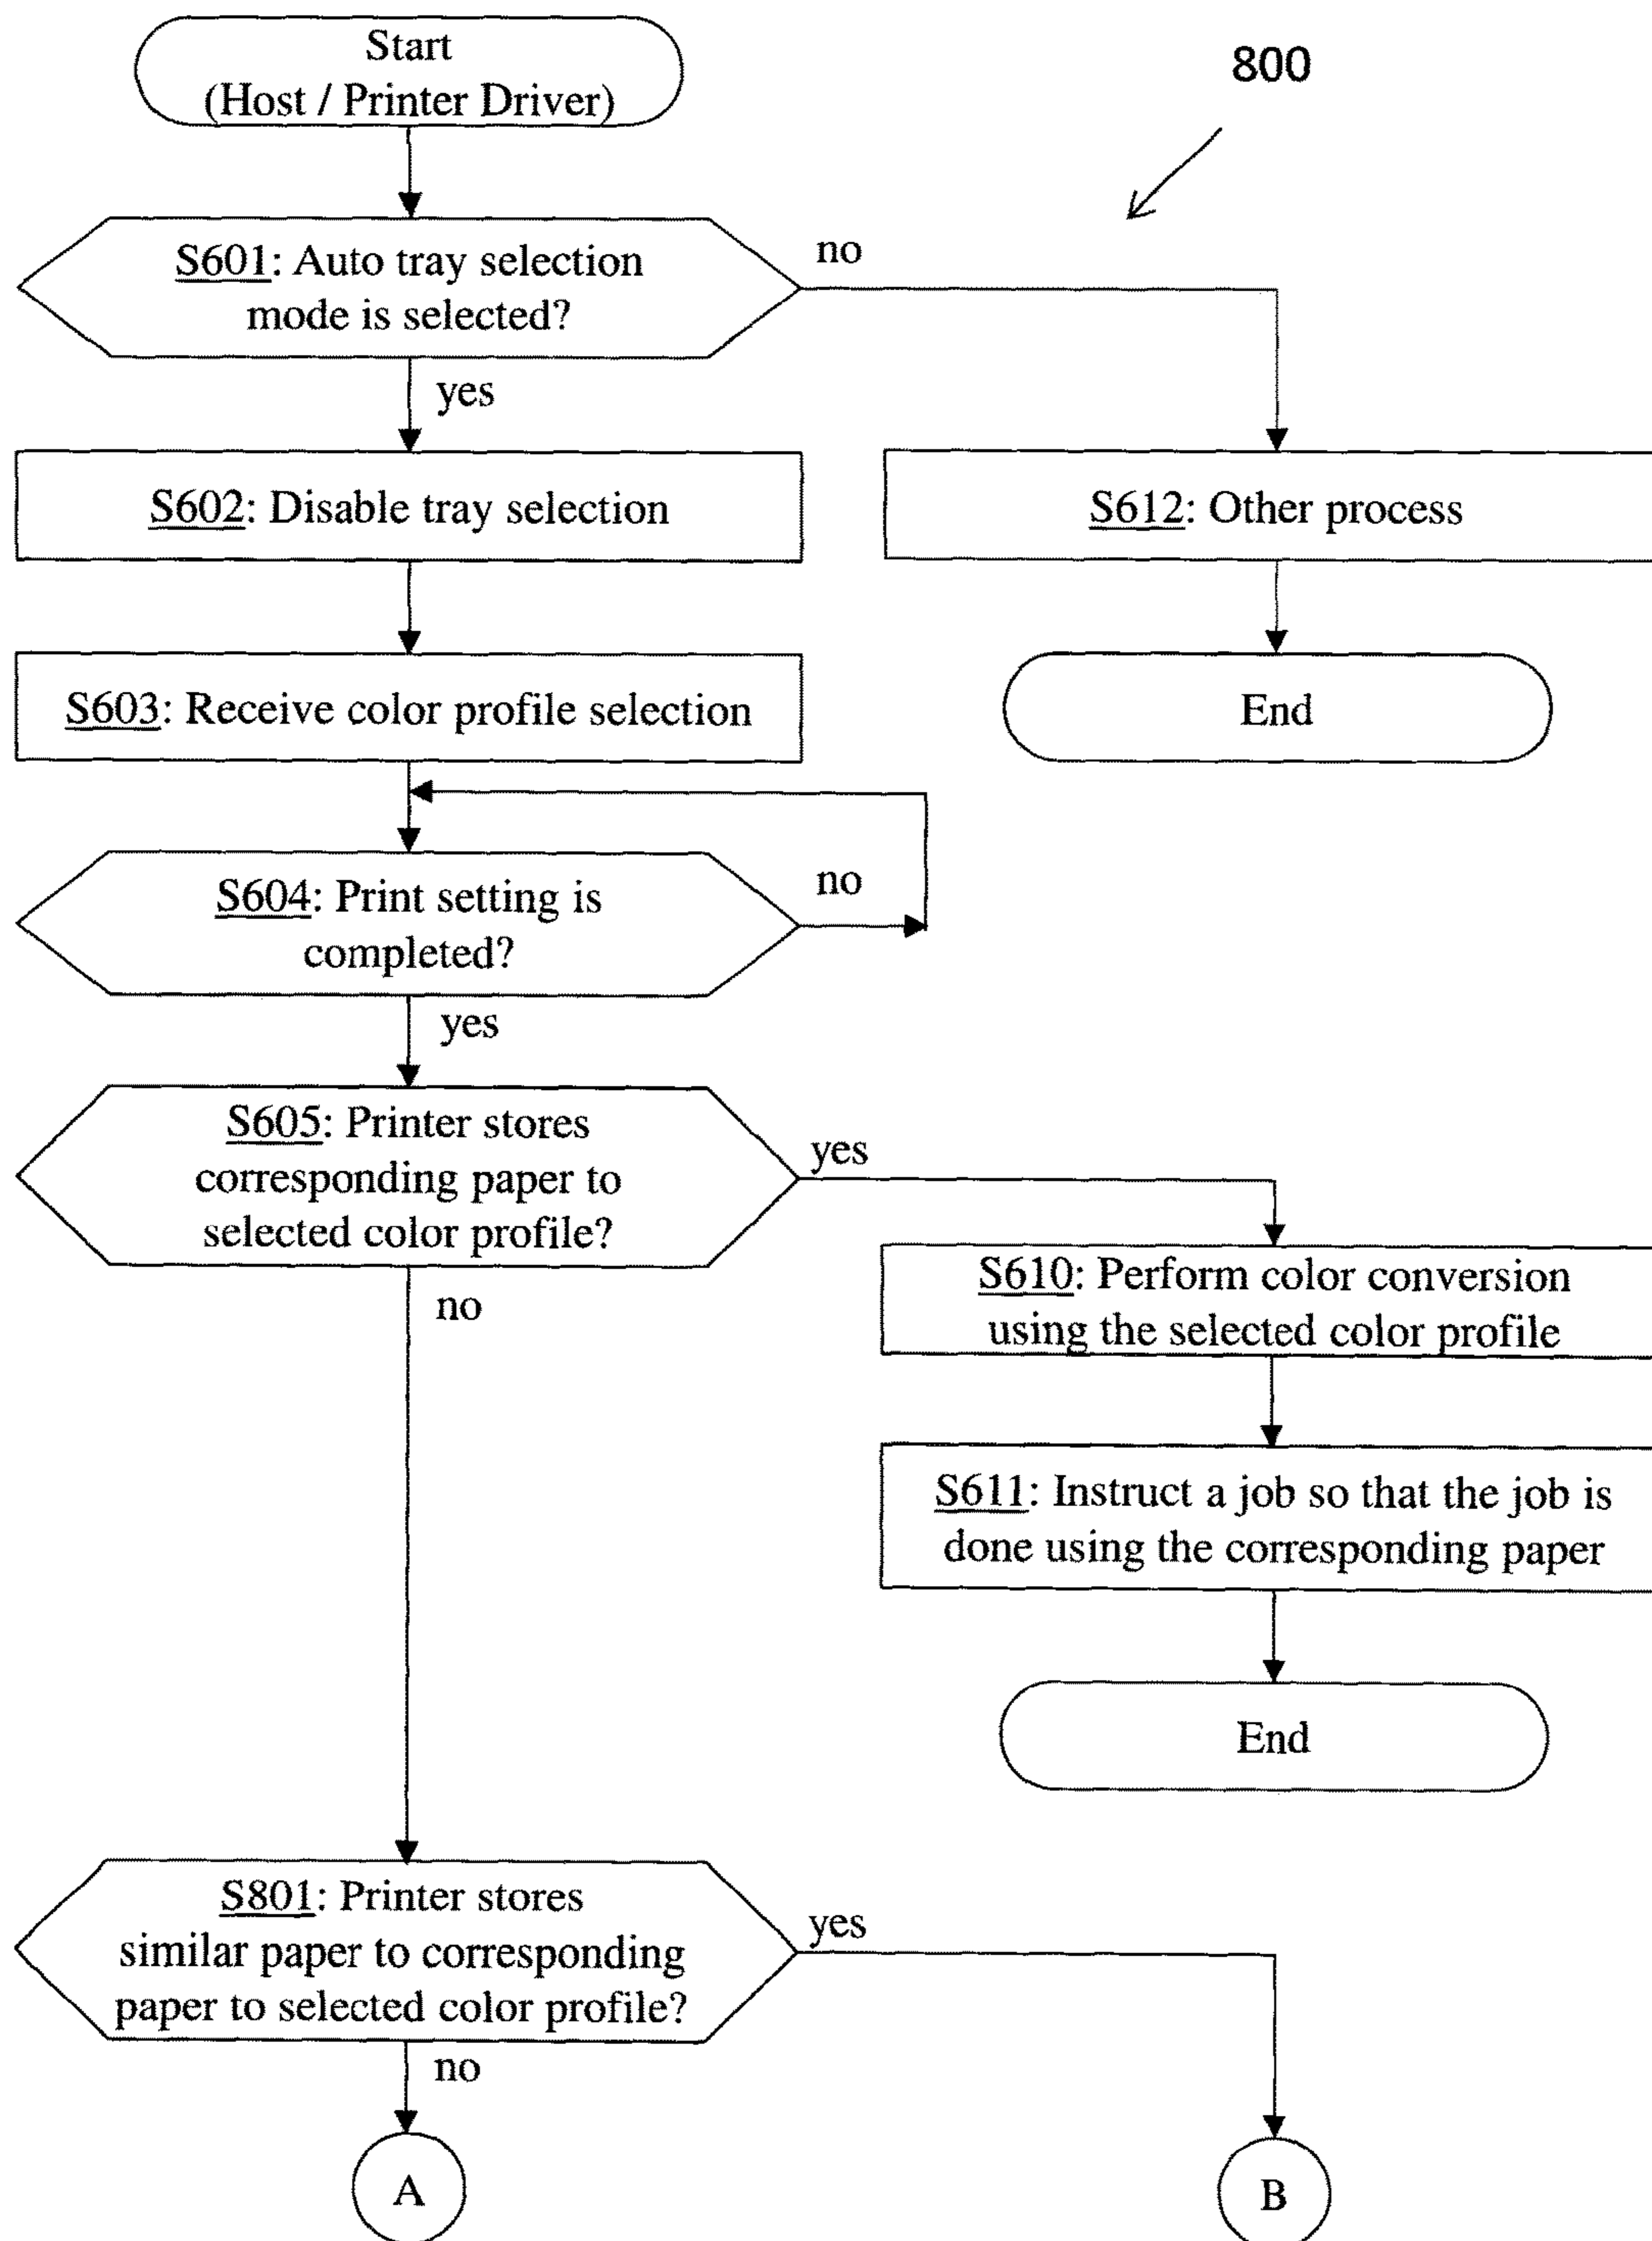 Start
(Host / Printer Driver)
800
S601: Auto tray selection
mode is selected?
no
yes
S602: Disable tray selection
S612: Other process
S603: Receive color profile selection
End
S604: Print setting is
completed?
no
yes
S605: Printer stores
corresponding paper to
selected color profile?
yes
no
S610: Perform color conversion
using the selected color profile
S611: Instruct a job so that the job is
done using the corresponding paper
End
S801: Printer stores
similar paper to corresponding
paper to selected color profile?
yes
no
A
B